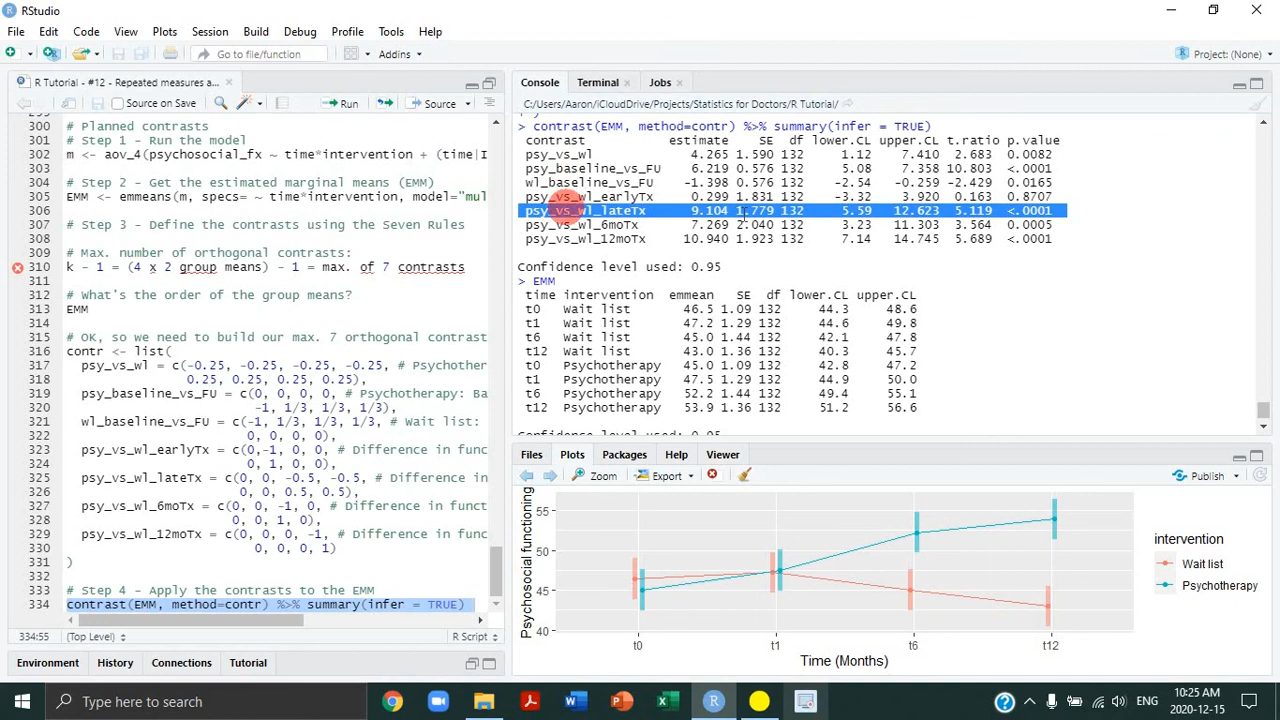 RStudio
File Edit Code View Plots Session Build Debug Profile Tools Help
Go to file/function Addins Project: (None)
R Tutorial - #12 - Repeated measures a...
Source on Save Run Source
300 # Planned contrasts
301 # Step 1 - Run the model
302 m <- aov_4(psychosocial_fx ~ time*intervention + (time|I
303
304 # Step 2 - Get the estimated marginal means (EMM)
305 EMM <- emmeans(m, specs= ~ time*intervention, model="mul
306
307 # Step 3 - Define the contrasts using the Seven Rules
308
309 # Max. number of orthogonal contrasts:
310 k - 1 = (4 x 2 group means) - 1 = max. of 7 contrasts
311
312 # What's the order of the group means?
313 EMM
314
315 # OK, so we need to build our max. 7 orthogonal contrast
316 contr <- list(
317 psy_vs_wl = c(-0.25, -0.25, -0.25, -0.25, # Psychother
318 0.25, 0.25, 0.25, 0.25),
319 psy_baseline_vs_FU = c(0, 0, 0, 0, # Psychotherapy: Ba
320 -1, 1/3, 1/3, 1/3),
321 wl_baseline_vs_FU = c(-1, 1/3, 1/3, 1/3, # Wait list:
322 0, 0, 0, 0),
323 psy_vs_wl_earlyTx = c(0,-1, 0, 0, # Difference in func
324 0, 1, 0, 0),
325 psy_vs_wl_lateTx = c(0, 0, -0.5, -0.5, # Difference in
326 0, 0, 0.5, 0.5),
327 psy_vs_wl_6moTx = c(0, 0, -1, 0, # Difference in funct
328 0, 0, 1, 0),
329 psy_vs_wl_12moTx = c(0, 0, 0, -1, # Difference in func
330 0, 0, 0, 1)
331 )
332
333 # Step 4 - Apply the contrasts to the EMM
334 contrast(EMM, method=contr) %>% summary(infer = TRUE)
334:55 (Top Level) R Script
Environment History Connections Tutorial
Console Terminal Jobs
C:/Users/Aaron/iCloudDrive/Projects/Statistics for Doctors/R Tutorial/
> contrast(EMM, method=contr) %>% summary(infer = TRUE)
contrast estimate SE df lower.CL upper.CL t.ratio p.value
psy_vs_wl 4.265 1.590 132 1.12 7.410 2.683 0.0082
psy_baseline_vs_FU 6.219 0.576 132 5.08 7.358 10.803 <.0001
wl_baseline_vs_FU -1.398 0.576 132 -2.54 -0.259 -2.429 0.0165
psy_vs_wl_earlyTx 0.299 1.831 132 -3.32 3.920 0.163 0.8707
psy_vs_wl_lateTx 9.104 1.779 132 5.59 12.623 5.119 <.0001
psy_vs_wl_6moTx 7.269 2.040 132 3.23 11.303 3.564 0.0005
psy_vs_wl_12moTx 10.940 1.923 132 7.14 14.745 5.689 <.0001
Confidence level used: 0.95
> EMM
time intervention emmean SE df lower.CL upper.CL
t0 Wait list 46.5 1.09 132 44.3 48.6
t1 Wait list 47.2 1.29 132 44.6 49.8
t6 Wait list 45.0 1.44 132 42.1 47.8
t12 Wait list 43.0 1.36 132 40.3 45.7
t0 Psychotherapy 45.0 1.09 132 42.8 47.2
t1 Psychotherapy 47.5 1.29 132 44.9 50.0
t6 Psychotherapy 52.2 1.44 132 49.4 55.1
t12 Psychotherapy 53.9 1.36 132 51.2 56.6
Confidence level used: 0.95
Files Plots Packages Help Viewer
Zoom Export Publish
Psychosocial functioning
55
50
45
40
t0 t1 t6 t12
Time (Months)
intervention
Wait list
Psychotherapy
Type here to search
ENG
10:25 AM
2020-12-15